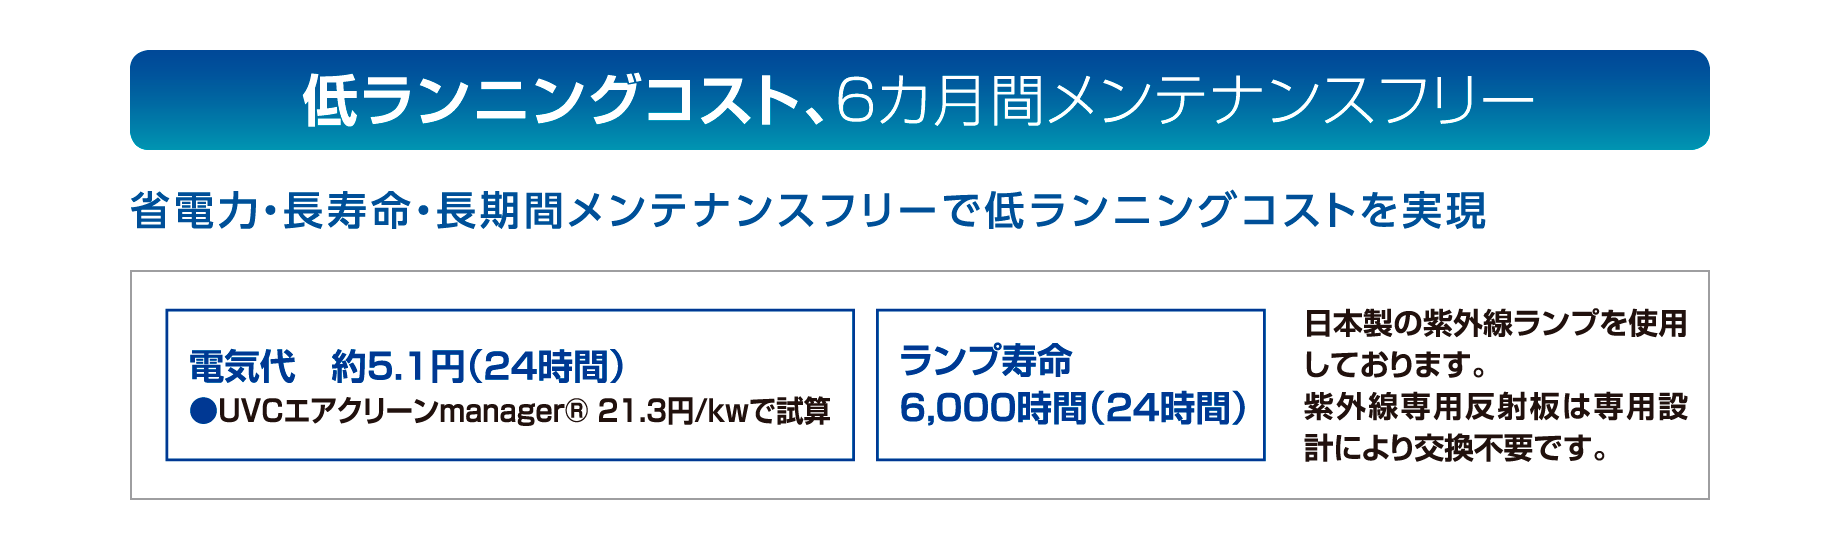 低ランニングコスト、6カ月間メンテナンスフリー
省電力・長寿命・長期間メンテナンスフリーで低ランニングコストを実現
電気代　約5.1円(24時間)
●UVCエアクリーンmanager® 21.3円/kwで試算
ランプ寿命
6,000時間(24時間)
日本製の紫外線ランプを使用
しております。
紫外線専用反射板は専用設
計により交換不要です。